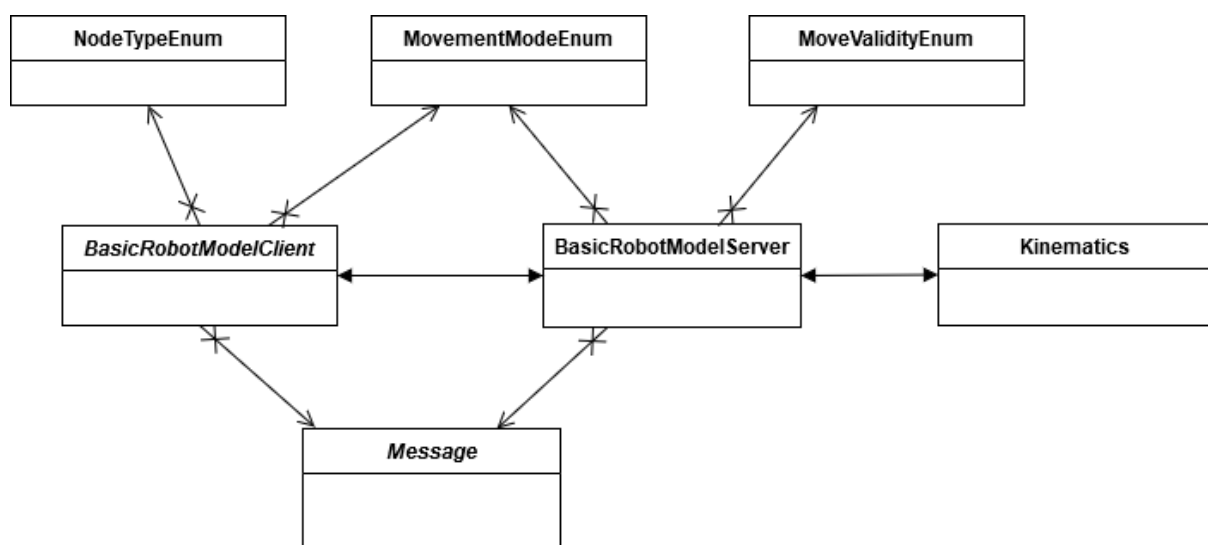 NodeTypeEnum
MovementModeEnum
MoveValidityEnum
BasicRobotModelClient
BasicRobotModelServer
Kinematics
Message